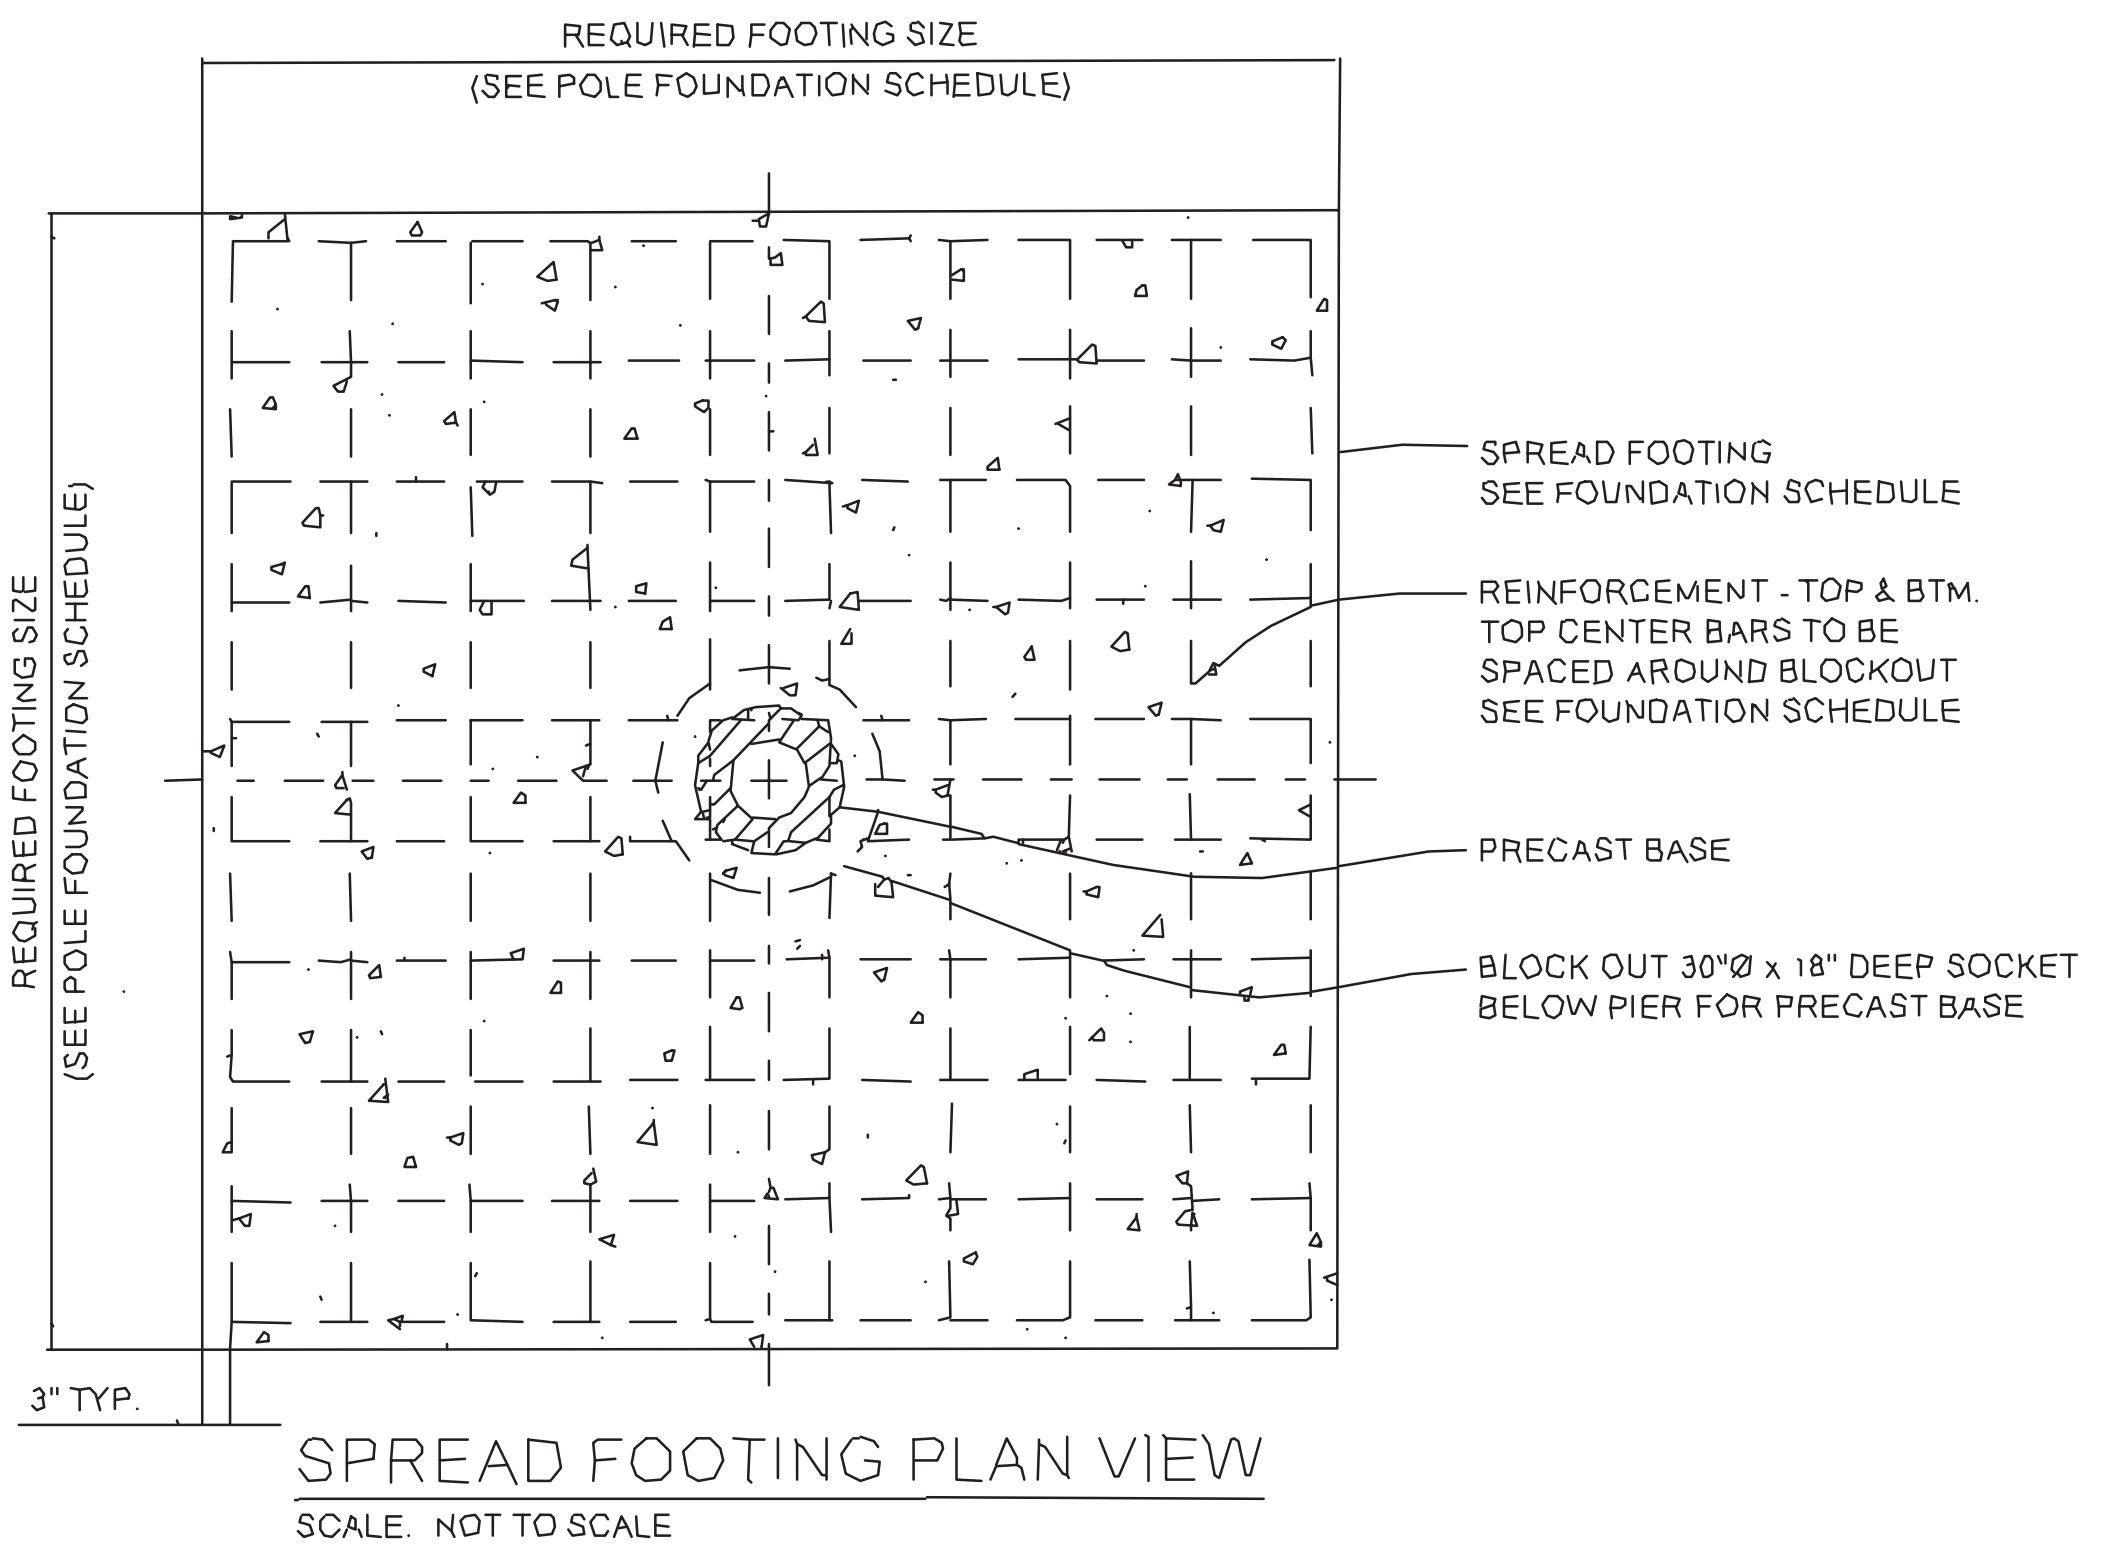 REQUIRED FOOTING SIZE
(SEE POLE FOUNDATION SCHEDULE)
REQUIRED FOOTING SIZE
(SEE POLE FOUNDATION SCHEDULE)
SPREAD FOOTING
SEE FOUNDATION SCHEDULE
REINFORCEMENT - TOP & BTM.
TOP CENTER BARS TO BE
SPACED AROUND BLOCKOUT
SEE FOUNDATION SCHEDULE
PRECAST BASE
BLOCK OUT 30"Ø x 18" DEEP SOCKET
BELOW PIER FOR PRECAST BASE
3" TYP.
SPREAD FOOTING PLAN VIEW
SCALE. NOT TO SCALE